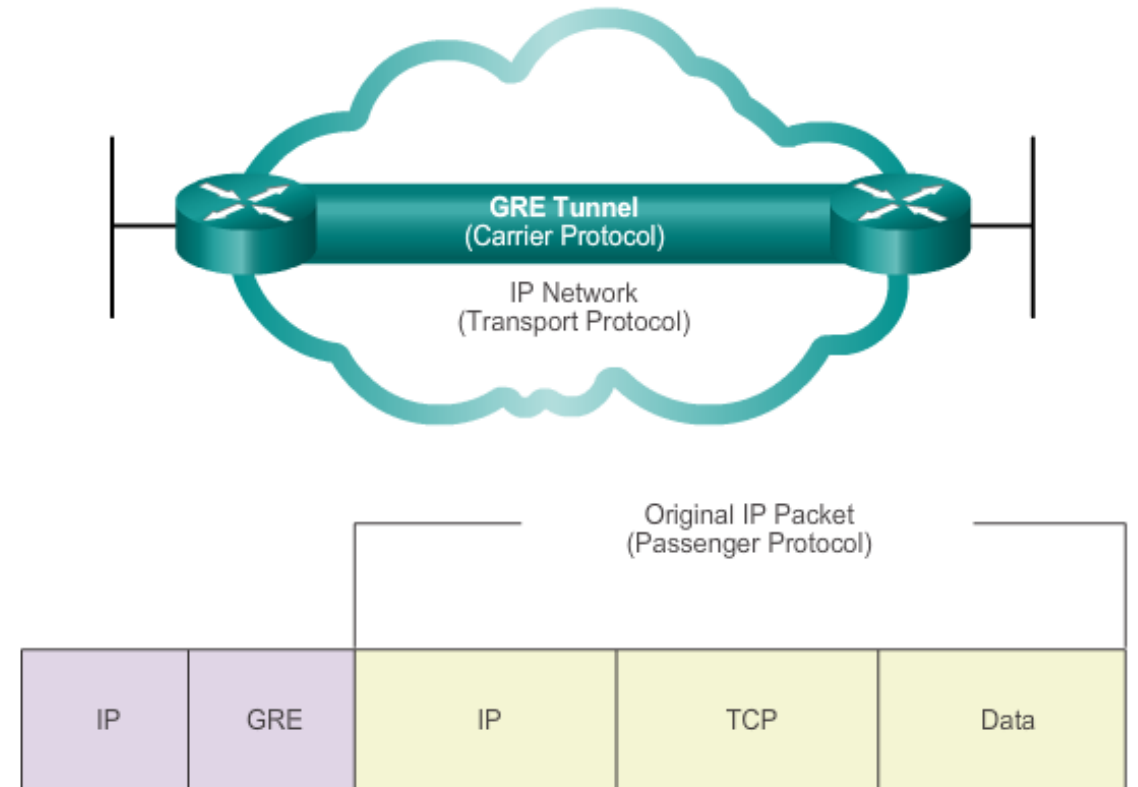 GRE Tunnel
(Carrier Protocol)
IP Network
(Transport Protocol)
Original IP Packet
(Passenger Protocol)
IP
GRE
IP
TCP
Data